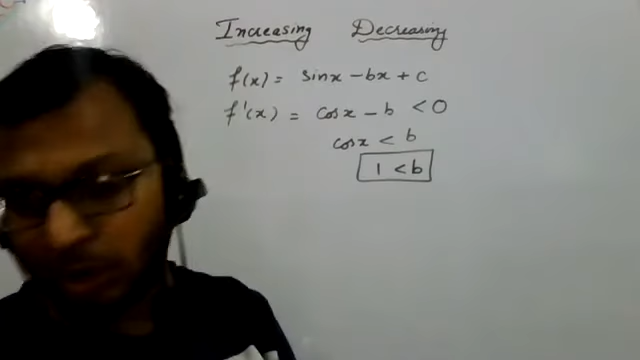 Increasing Decreasing
f(x) = sinx - bx + c
f'(x) = cosx - b < 0
cosx < b
1 < b